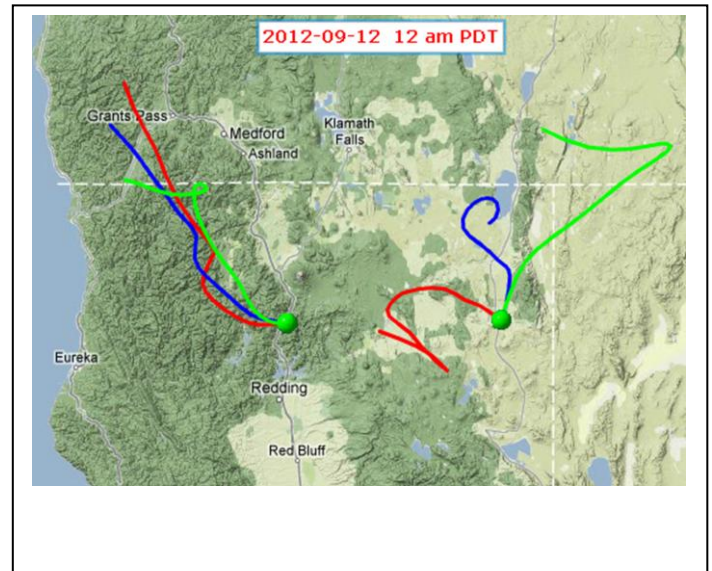 2012-09-12 12 am PDT
Grants Pass
Medford
Ashland
Klamath
Falls
Eureka
Redding
Red Bluff